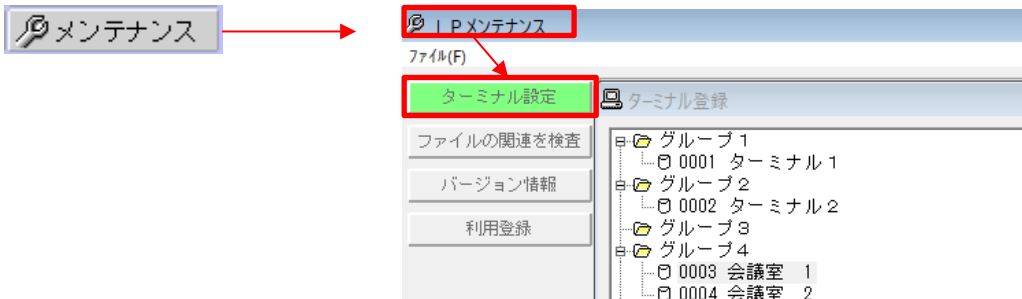 メンテナンス
ＩＰメンテナンス
ファイル(F)
ターミナル設定
ファイルの関連を検査
バージョン情報
利用登録
ターミナル登録
グループ１
0001 ターミナル１
グループ２
0002 ターミナル２
グループ３
グループ４
0003 会議室　1
0004 会議室　2